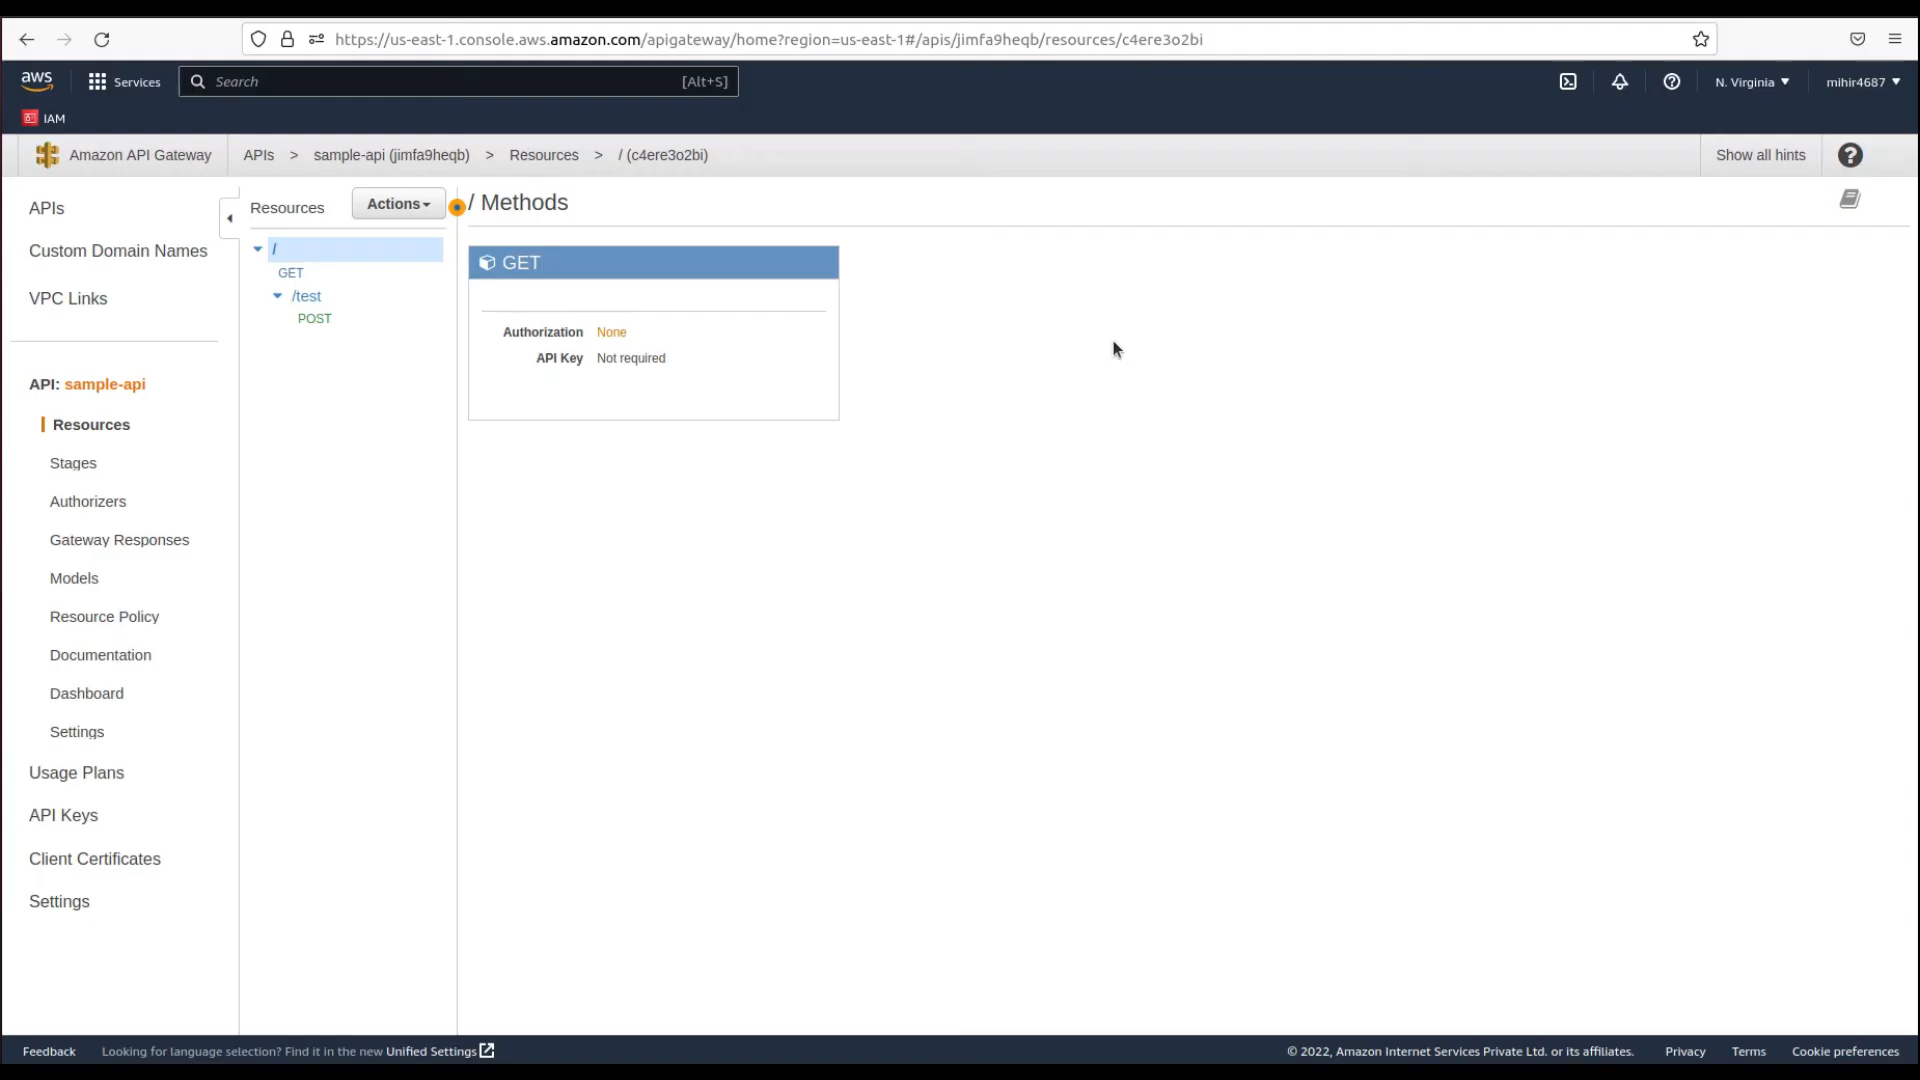 https://us-east-1.console.aws.amazon.com/apigateway/home?region=us-east-1#/apis/jimfa9heqb/resources/c4ere3o2bi
aws
Services
Search
[Alt+S]
N. Virginia
mihir4687
IAM
Amazon API Gateway
APIs > sample-api (jimfa9heqb) > Resources > / (c4ere3o2bi)
Show all hints
?
APIs
Custom Domain Names
VPC Links
API: sample-api
Resources
Stages
Authorizers
Gateway Responses
Models
Resource Policy
Documentation
Dashboard
Settings
Usage Plans
API Keys
Client Certificates
Settings
Resources
Actions
/
GET
/test
POST
/ Methods
GET
Authorization None
API Key Not required
Feedback
Looking for language selection? Find it in the new Unified Settings
© 2022, Amazon Internet Services Private Ltd. or its affiliates.
Privacy
Terms
Cookie preferences